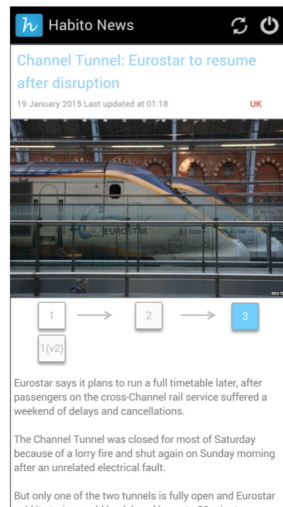 h Habito News
Channel Tunnel: Eurostar to resume
after disruption
19 January 2015 Last updated at 01:18 UK
EUROSTAR
1 → 2 → 3
1(v2)
Eurostar says it plans to run a full timetable later, after
passengers on the cross-Channel rail service suffered a
weekend of delays and cancellations.
The Channel Tunnel was closed for most of Saturday
because of a lorry fire and shut again on Sunday morning
after an unrelated electrical fault.
But only one of the two tunnels is fully open and Eurostar